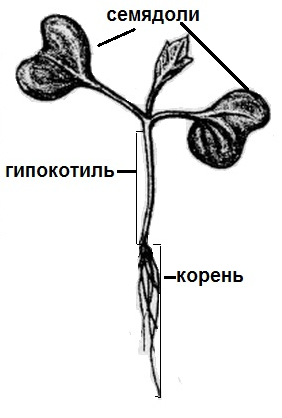 семядоли
гипокотиль
корень